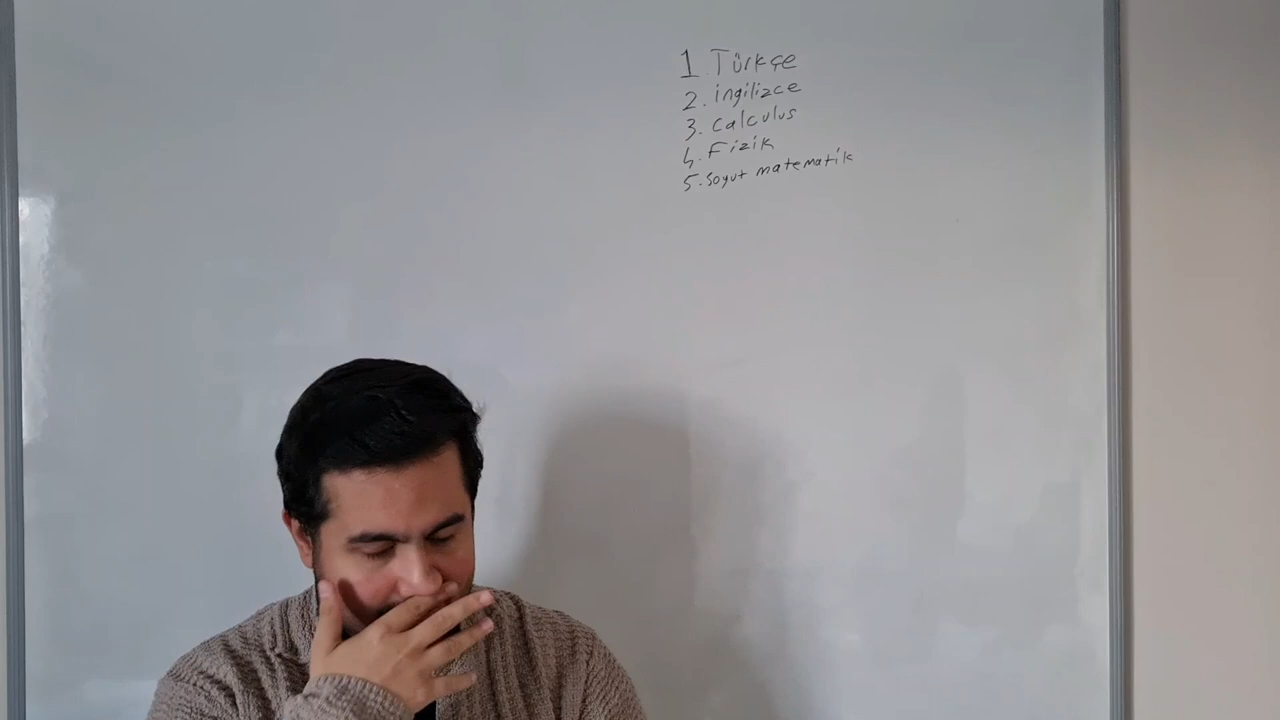 1. Türkçe
2. ingilizce
3. Calculus
4. Fizik
5. Soyut matematik